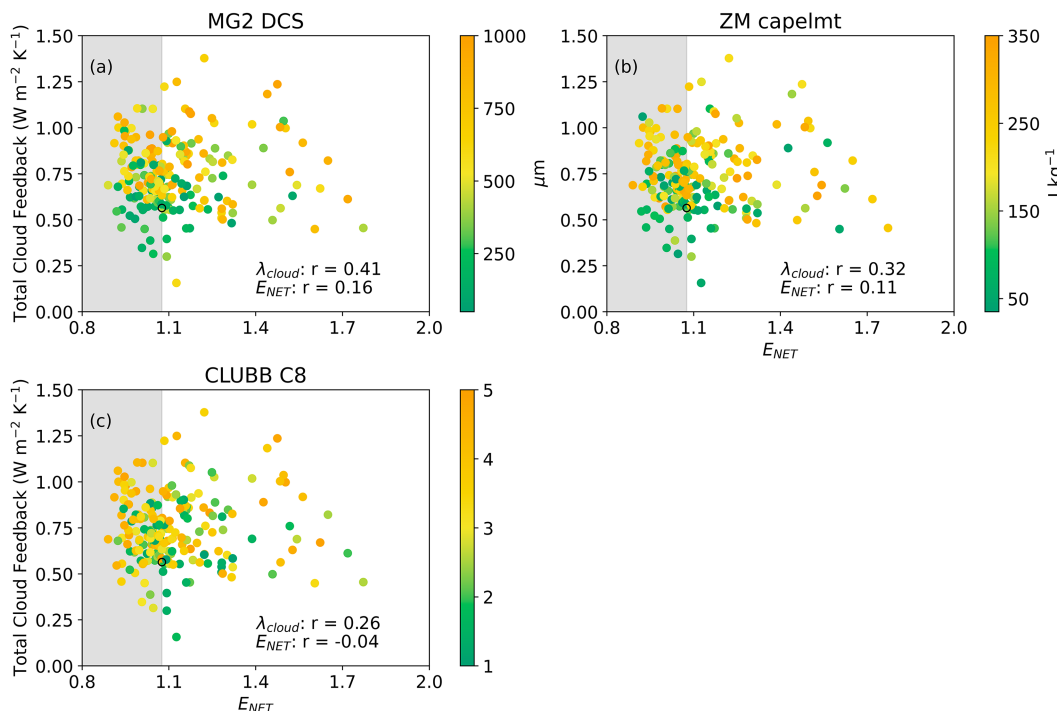 MG2 DCS
(a)
Total Cloud Feedback (W m⁻² K⁻¹)
1.50
1.25
1.00
0.75
0.50
0.25
0.00
0.8
1.1
1.4
1.7
2.0
λcloud: r = 0.41
ENET: r = 0.16
1000
750
500
250
μm
ZM capelmt
(b)
1.50
1.25
1.00
0.75
0.50
0.25
0.00
0.8
1.1
1.4
1.7
2.0
ENET
λcloud: r = 0.32
ENET: r = 0.11
350
250
150
50
kg⁻¹
CLUBB C8
(c)
Total Cloud Feedback (W m⁻² K⁻¹)
1.50
1.25
1.00
0.75
0.50
0.25
0.00
0.8
1.1
1.4
1.7
2.0
ENET
λcloud: r = 0.26
ENET: r = -0.04
5
4
3
2
1